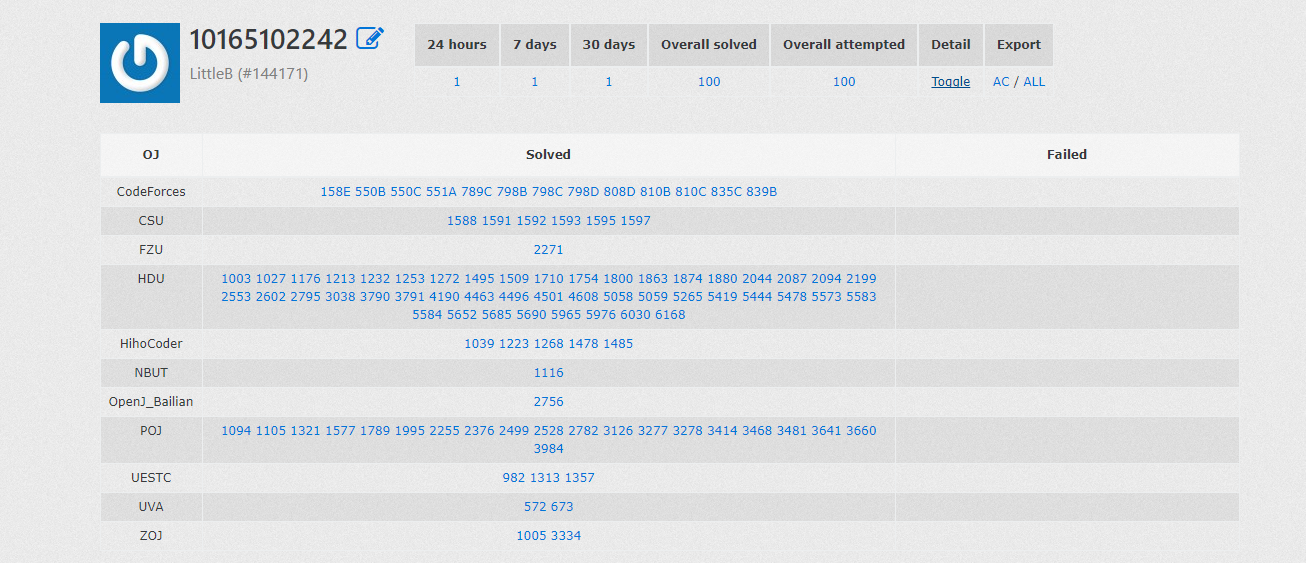 10165102242
LittleB (#144171)
24 hours 7 days 30 days Overall solved Overall attempted Detail Export
1 1 1 100 100 Toggle AC / ALL
OJ Solved Failed
CodeForces 158E 550B 550C 551A 789C 798B 798C 798D 808D 810B 810C 835C 839B
CSU 1588 1591 1592 1593 1595 1597
FZU 2271
HDU 1003 1027 1176 1213 1232 1253 1272 1495 1509 1710 1754 1800 1863 1874 1880 2044 2087 2094 2199
2553 2602 2795 3038 3790 3791 4190 4463 4496 4501 4608 5058 5059 5265 5419 5444 5478 5573 5583
5584 5652 5685 5690 5965 5976 6030 6168
HihoCoder 1039 1223 1268 1478 1485
NBUT 1116
OpenJ_Bailian 2756
POJ 1094 1105 1321 1577 1789 1995 2255 2376 2499 2528 2782 3126 3277 3278 3414 3468 3481 3641 3660
3984
UESTC 982 1313 1357
UVA 572 673
ZOJ 1005 3334